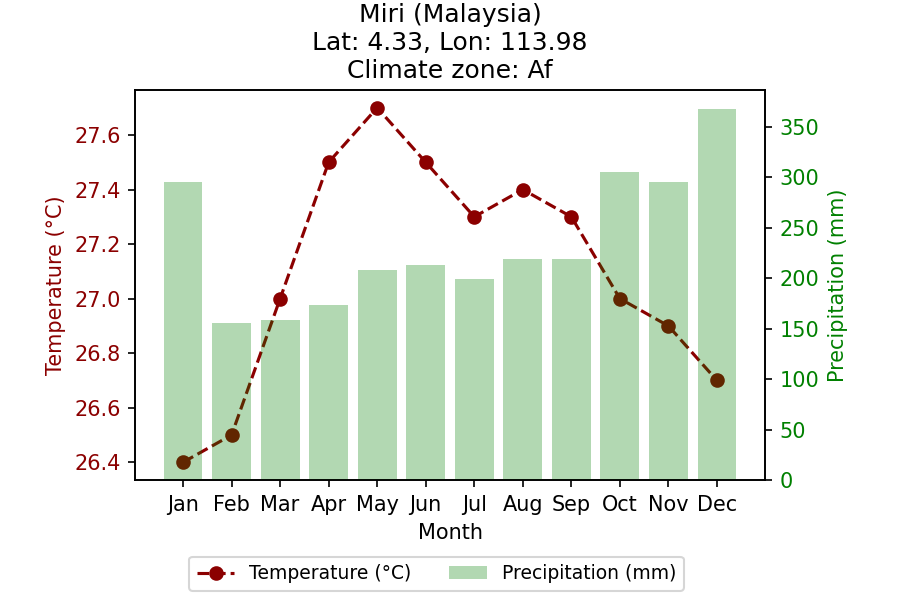 Miri (Malaysia)
Lat: 4.33, Lon: 113.98
Climate zone: Af
Temperature (°C)
27.6
27.4
27.2
27.0
26.8
26.6
26.4
Precipitation (mm)
350
300
250
200
150
100
50
0
Jan Feb Mar Apr May Jun Jul Aug Sep Oct Nov Dec
Month
Temperature (°C) Precipitation (mm)